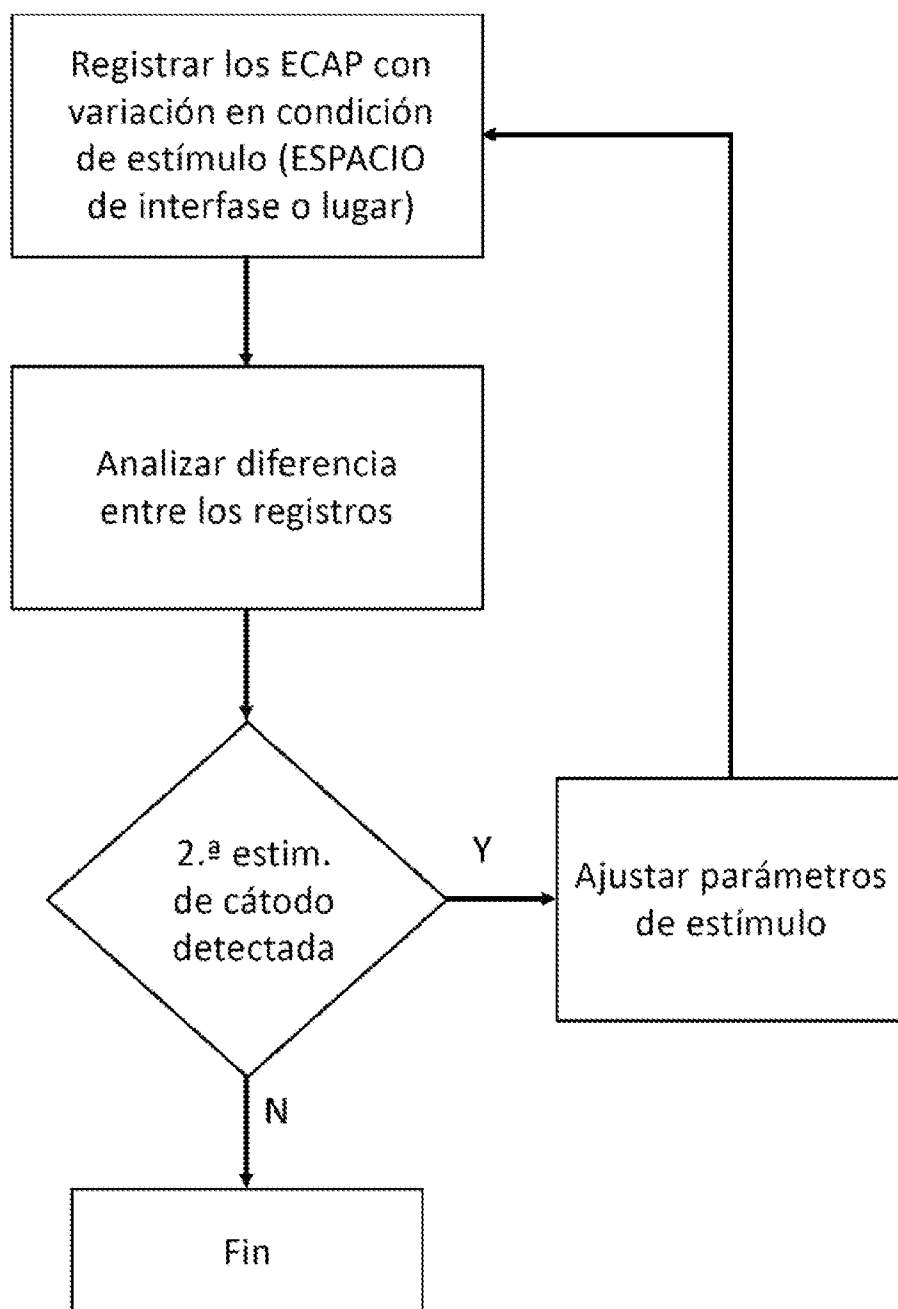 Registrar los ECAP con
variación en condición
de estímulo (ESPACIO
de interfase o lugar)
Analizar diferencia
entre los registros
2.ª estim.
de cátodo
detectada
Y
Ajustar parámetros
de estímulo
N
Fin